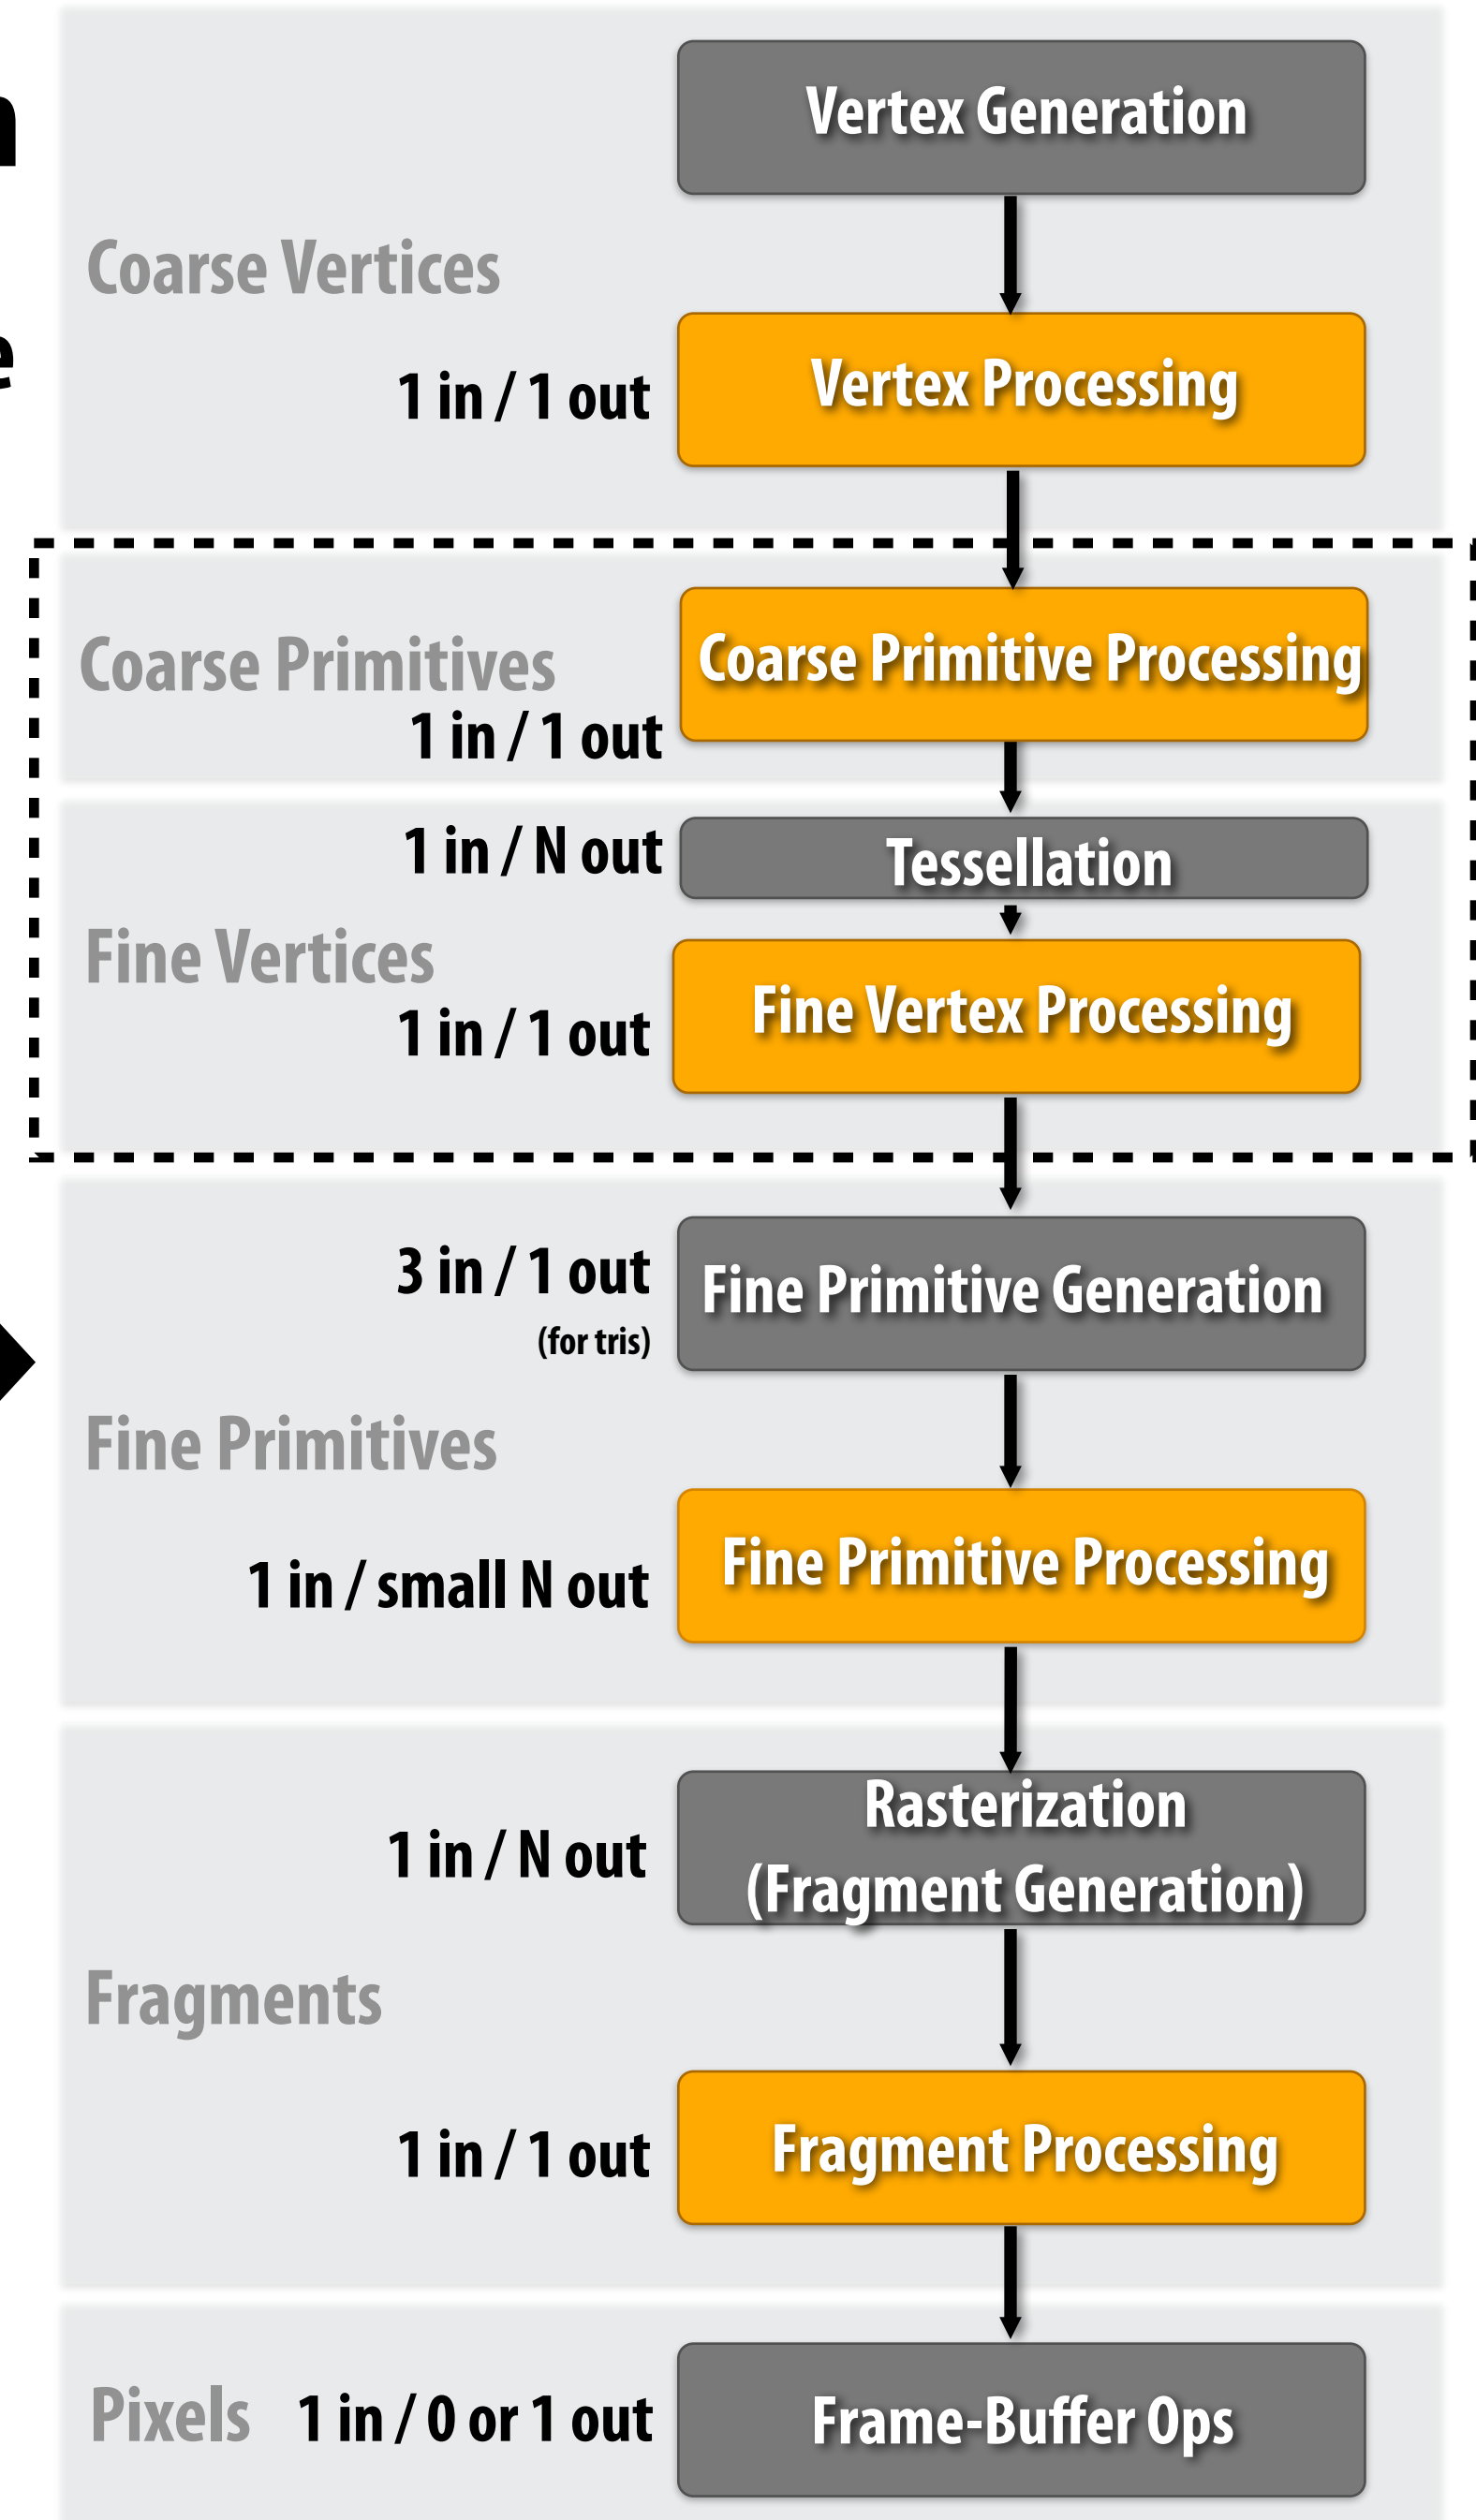 Vertex Generation
Coarse Vertices
1 in / 1 out
Vertex Processing
Coarse Primitives
Coarse Primitive Processing
1 in / 1 out
1 in / N out
Tessellation
Fine Vertices
1 in / 1 out
Fine Vertex Processing
3 in / 1 out
(for tris)
Fine Primitive Generation
Fine Primitives
1 in / small N out
Fine Primitive Processing
1 in / N out
Rasterization
(Fragment Generation)
Fragments
1 in / 1 out
Fragment Processing
Pixels
1 in / 0 or 1 out
Frame-Buffer Ops